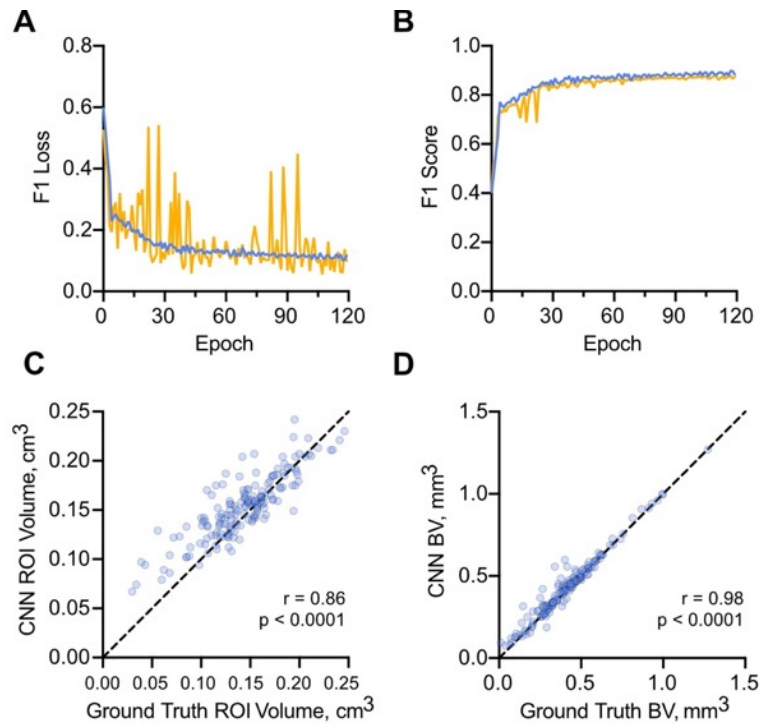 A
0.8
0.6
0.4
0.2
0.0
F1 Loss
0 30 60 90 120
Epoch
B
1.0
0.8
0.6
0.4
0.2
0.0
F1 Score
0 30 60 90 120
Epoch
C
0.25
0.20
0.15
0.10
0.05
0.00
CNN ROI Volume, cm³
r = 0.86
p < 0.0001
0.00 0.05 0.10 0.15 0.20 0.25
Ground Truth ROI Volume, cm³
D
1.5
1.0
0.5
0.0
CNN BV, mm³
r = 0.98
p < 0.0001
0.0 0.5 1.0 1.5
Ground Truth BV, mm³